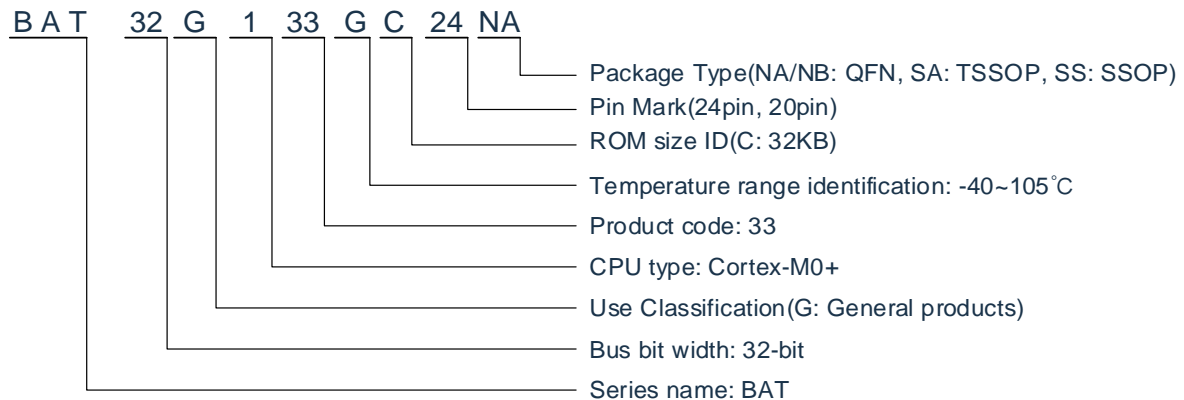 BAT 32 G 1 33 G C 24 NA
Package Type(NA/NB: QFN, SA: TSSOP, SS: SSOP)
Pin Mark(24pin, 20pin)
ROM size ID(C: 32KB)
Temperature range identification: -40~105℃
Product code: 33
CPU type: Cortex-M0+
Use Classification(G: General products)
Bus bit width: 32-bit
Series name: BAT